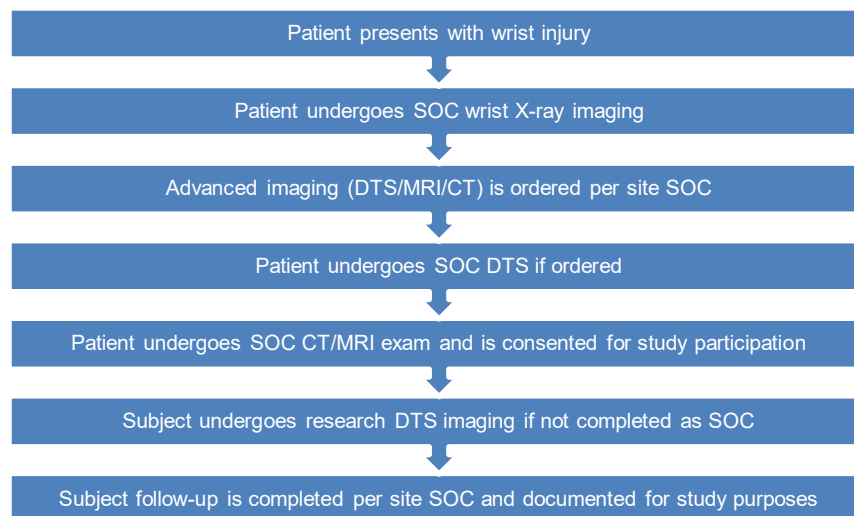 Patient presents with wrist injury
Patient undergoes SOC wrist X-ray imaging
Advanced imaging (DTS/MRI/CT) is ordered per site SOC
Patient undergoes SOC DTS if ordered
Patient undergoes SOC CT/MRI exam and is consented for study participation
Subject undergoes research DTS imaging if not completed as SOC
Subject follow-up is completed per site SOC and documented for study purposes